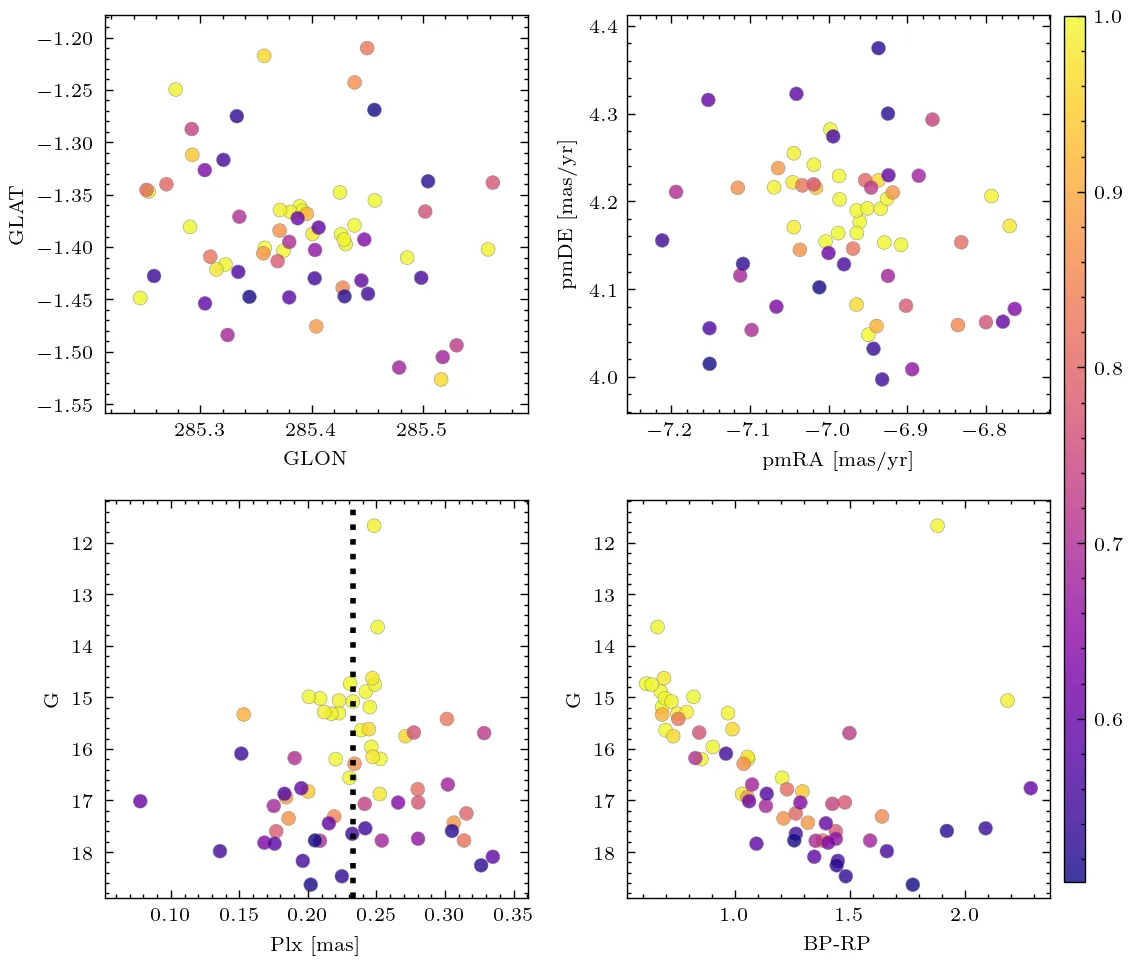 −1.20
−1.25
−1.30
−1.35
−1.40
−1.45
−1.50
−1.55
GLAT
285.3 285.4 285.5
GLON
4.4
4.3
4.2
4.1
4.0
pmDE [mas/yr]
−7.2 −7.1 −7.0 −6.9 −6.8
pmRA [mas/yr]
1.0
0.9
0.8
0.7
0.6
12
13
14
15
16
17
18
G
0.10 0.15 0.20 0.25 0.30 0.35
Plx [mas]
12
13
14
15
16
17
18
G
1.0 1.5 2.0
BP-RP